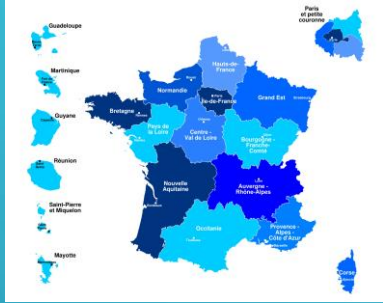 Guadeloupe
Martinique
Guyane
Réunion
Saint-Pierre
et Miquelon
Mayotte
Paris
et petite
couronne
Hauts-de-
France
Normandie
Île-de-France
Grand Est
Bretagne
Pays de
la Loire
Centre -
Val de Loire
Bourgogne -
Franche-
Comté
Nouvelle
Aquitaine
Auvergne -
Rhône-Alpes
Occitanie
Provence -
Alpes -
Côte d'Azur
Corse